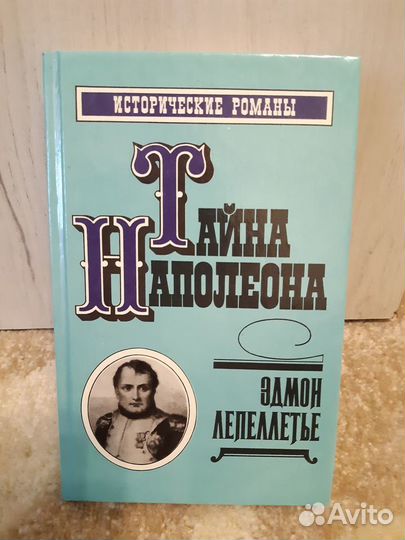 ИСТОРИЧЕСКИЕ РОМАНЫ
ТАЙНА
НАПОЛЕОНА
ЭДМОН
ЛЕПЕЛЛЕТЬЕ
Avito